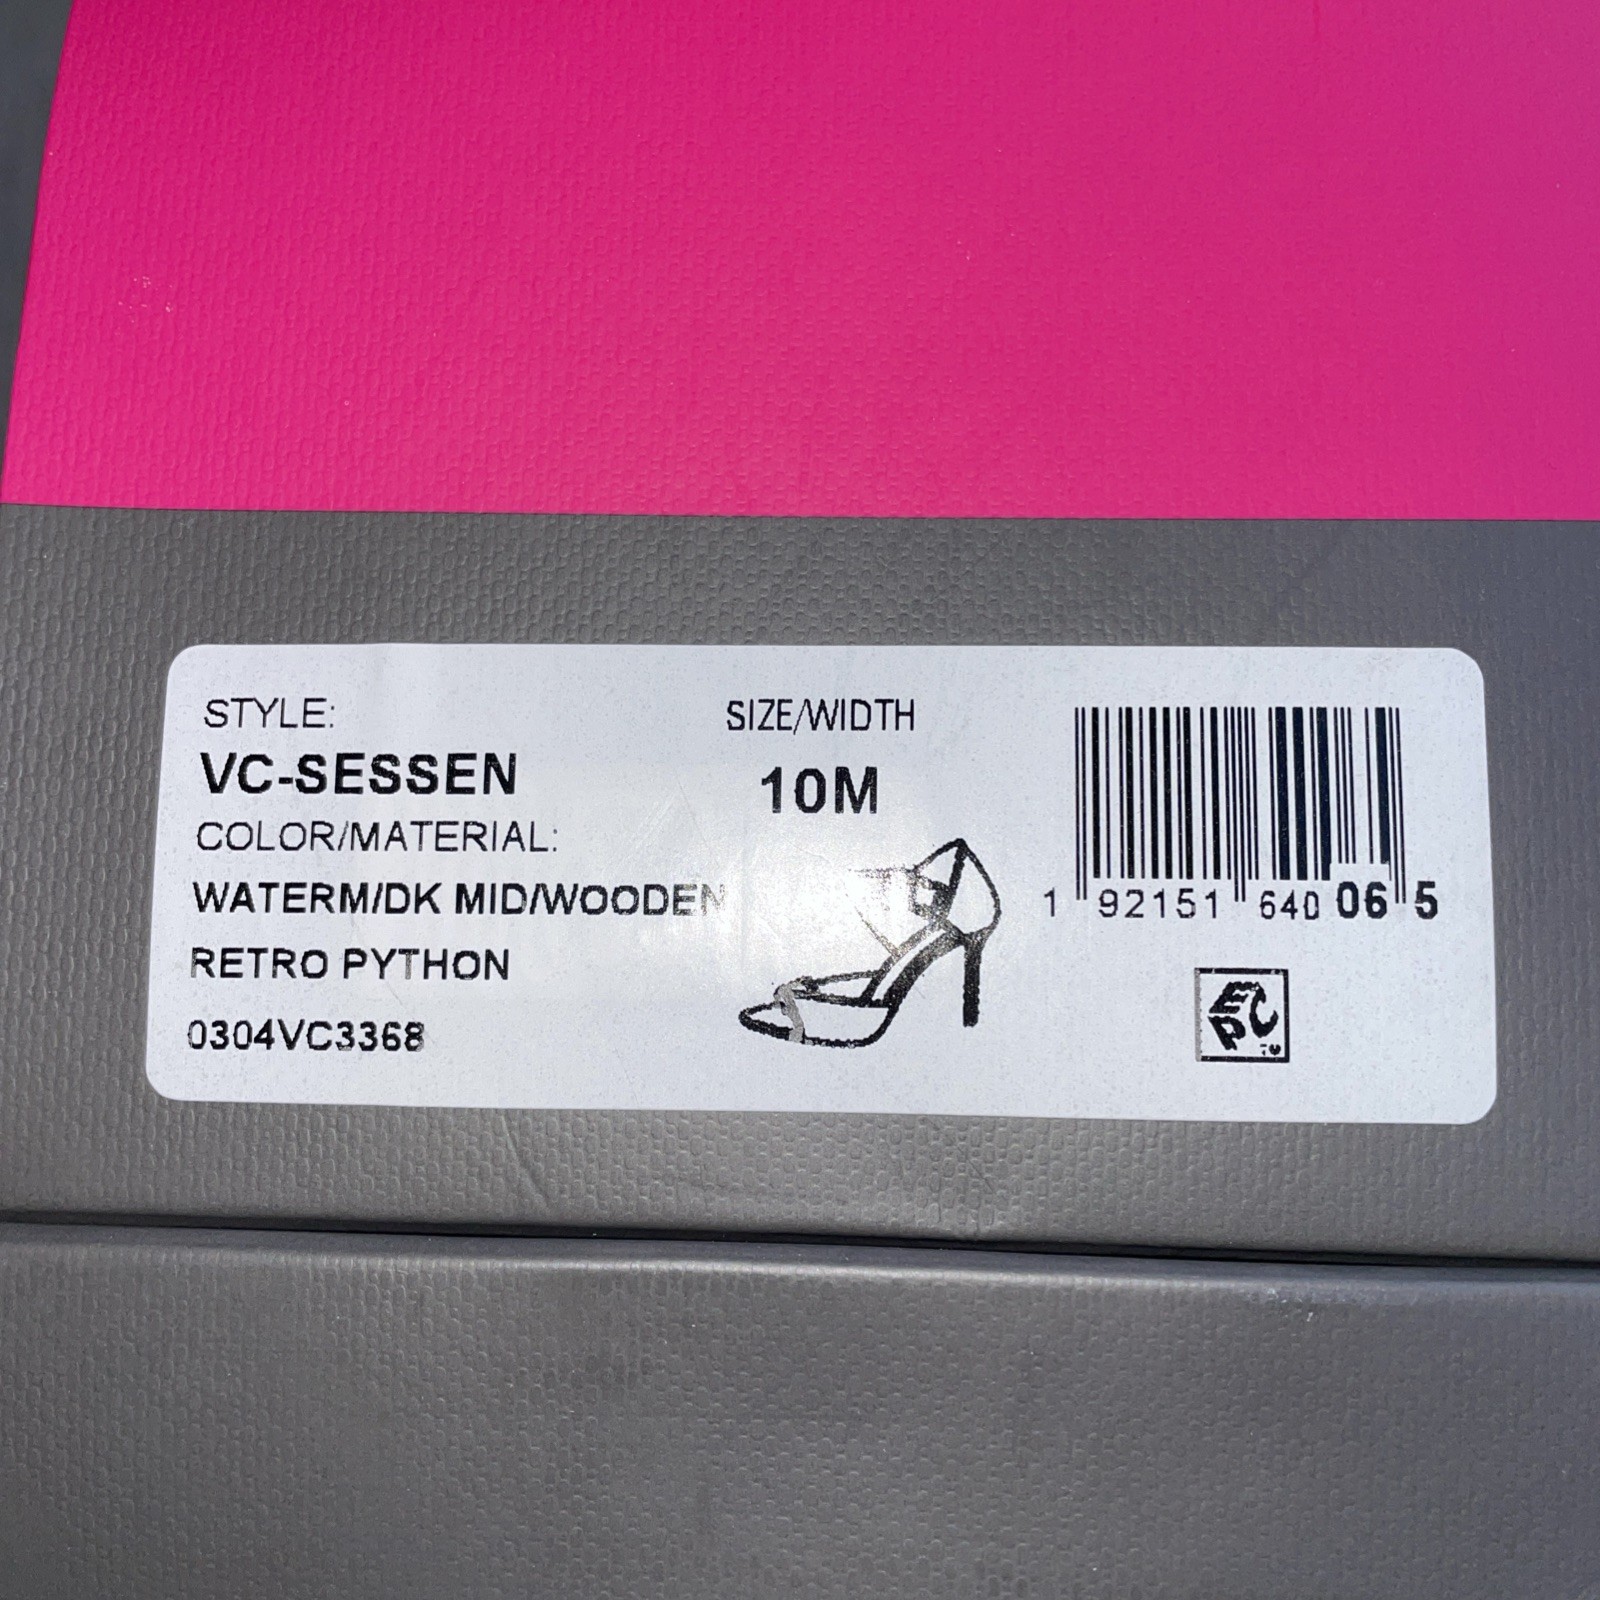 STYLE:
VC-SESSEN
COLOR/MATERIAL:
WATERM/DK MID/WOODEN
RETRO PYTHON
0304VC3368
SIZE/WIDTH
10M
1 92151 640 06 5
EPC